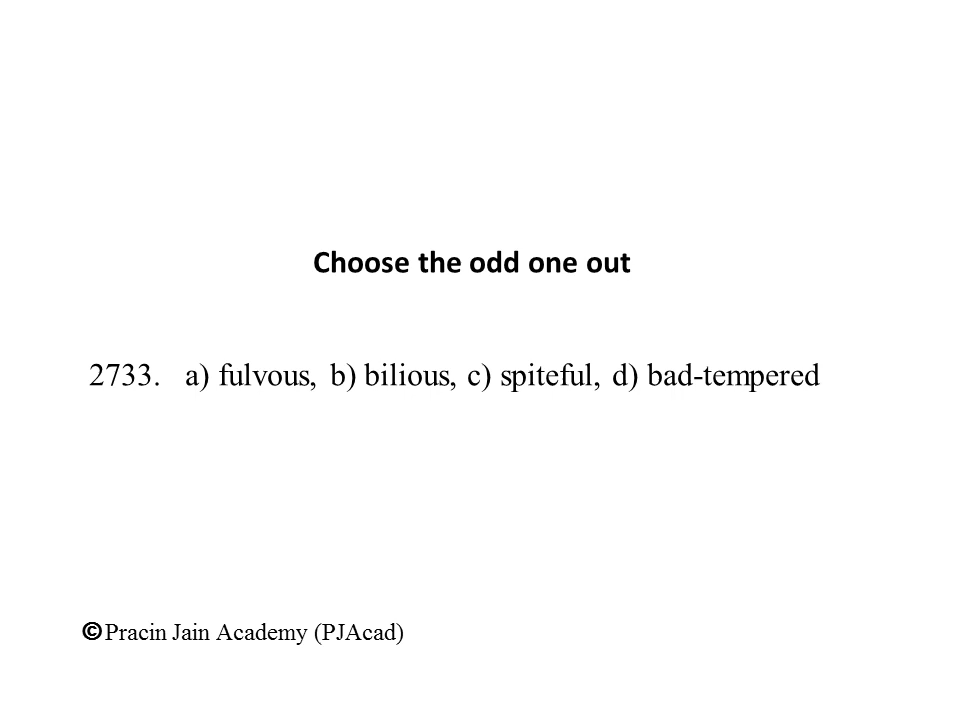 Choose the odd one out
2733. a) fulvous, b) bilious, c) spiteful, d) bad-tempered
©Pracin Jain Academy (PJAcad)